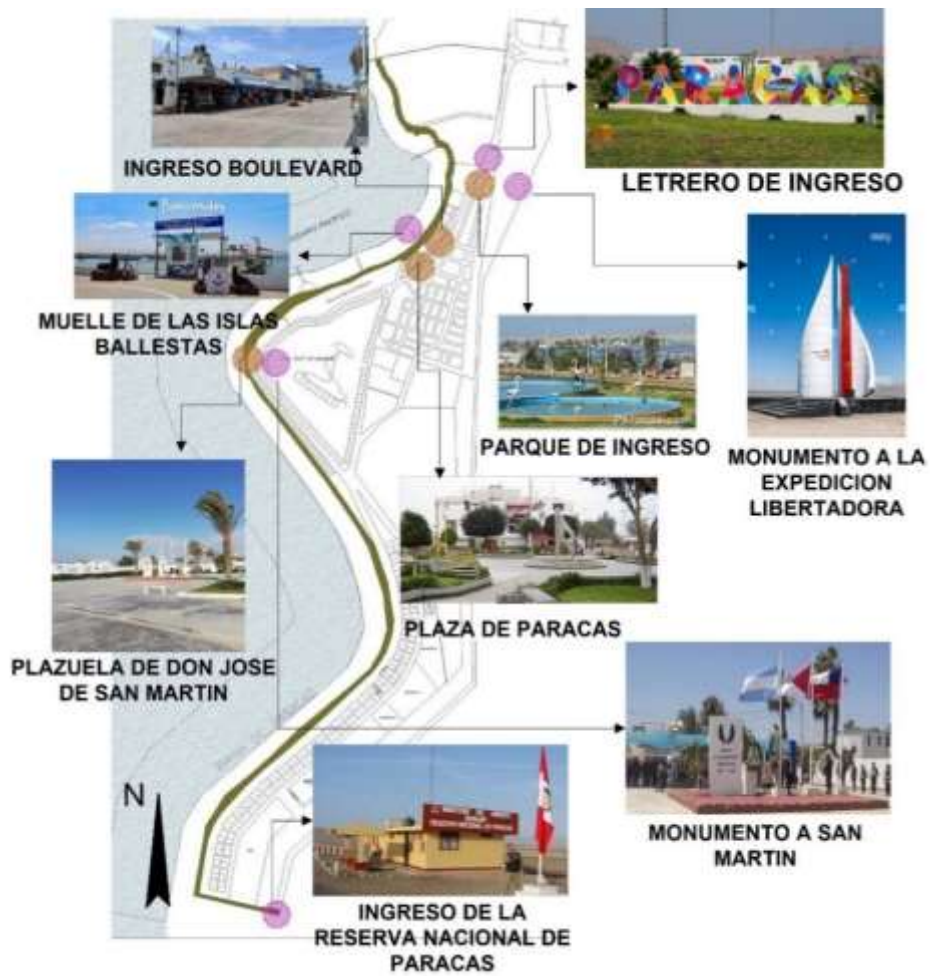 INGRESO BOULEVARD
PARACAS
LETRERO DE INGRESO
Bienvenidos
MUELLE DE LAS ISLAS
BALLESTAS
PARQUE DE INGRESO
MONUMENTO A LA
EXPEDICION
LIBERTADORA
PLAZA DE PARACAS
PLAZUELA DE DON JOSE
DE SAN MARTIN
N
MONUMENTO A SAN
MARTIN
INGRESO DE LA
RESERVA NACIONAL DE
PARACAS